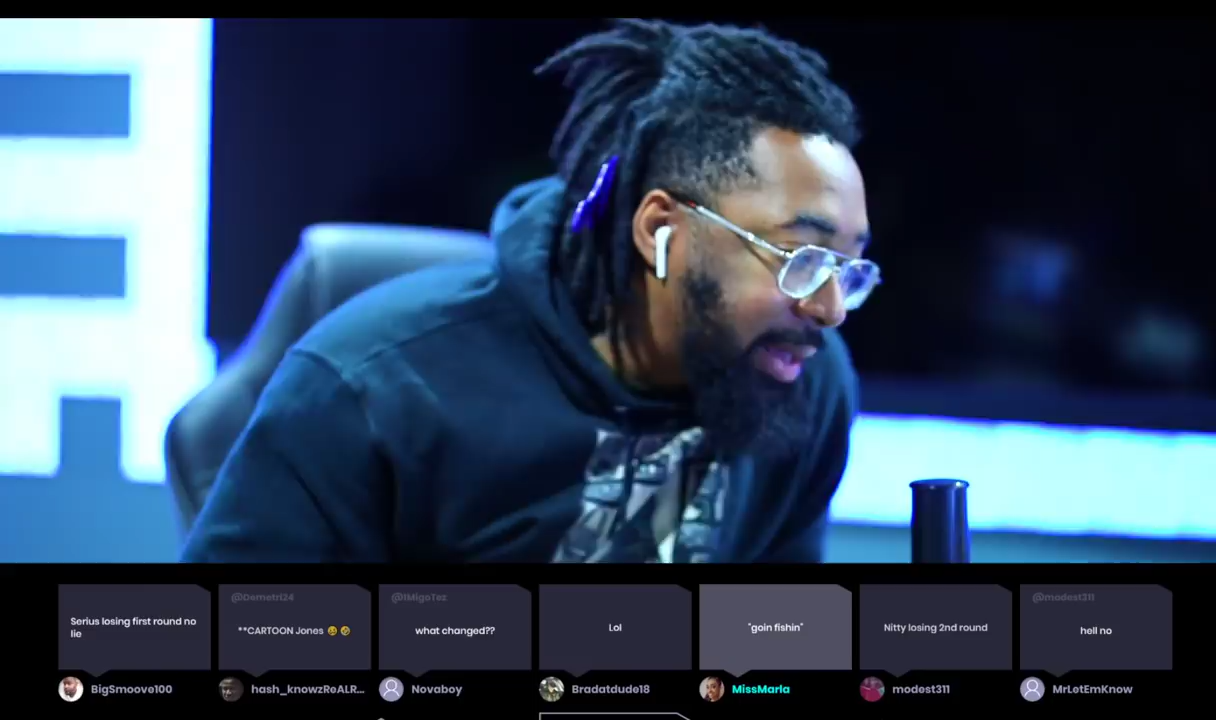 Serius losing first round no
lie
BigSmoove100
@Demetri24
**CARTOON Jones 😆 🤣
hash_knowzReALR...
@1MigoTez
what changed??
Novaboy
Lol
Bradatdude18
"goin fishin"
MissMarla
Nitty losing 2nd round
modest311
@modest311
hell no
MrLetEmKnow